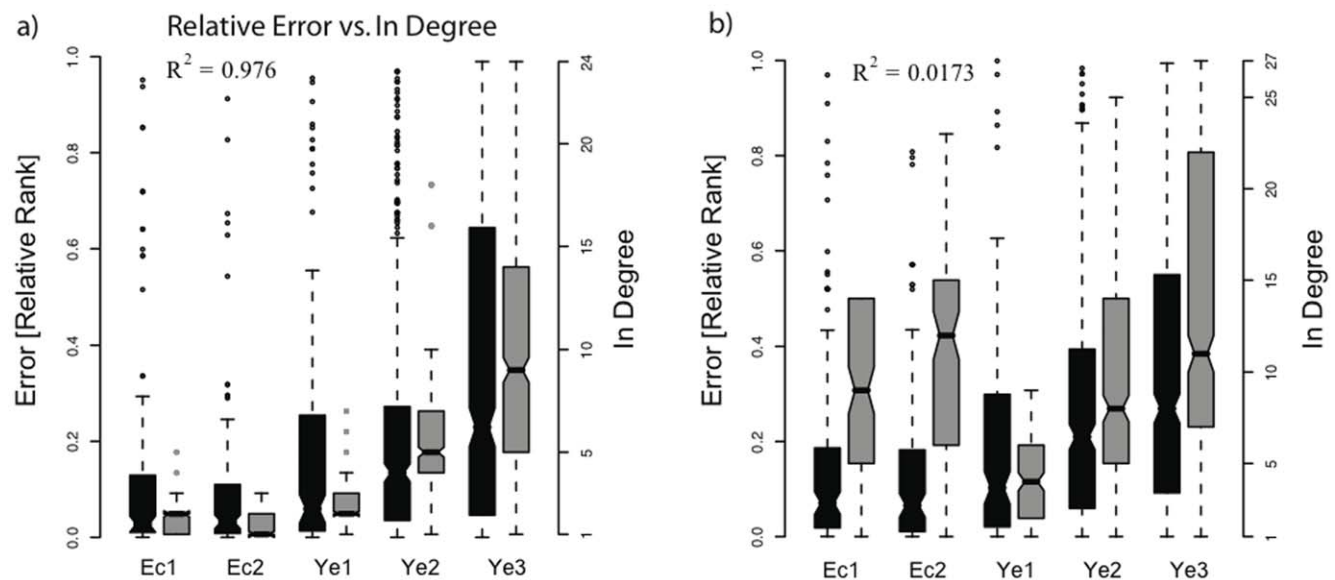 a)
Relative Error vs. In Degree
R² = 0.976
Error [Relative Rank]
1.0
0.8
0.6
0.4
0.2
0.0
24
20
15
10
5
1
In Degree
Ec1 Ec2 Ye1 Ye2 Ye3
b)
R² = 0.0173
Error [Relative Rank]
1.0
0.8
0.6
0.4
0.2
0.0
27
25
20
15
10
5
1
In Degree
Ec1 Ec2 Ye1 Ye2 Ye3